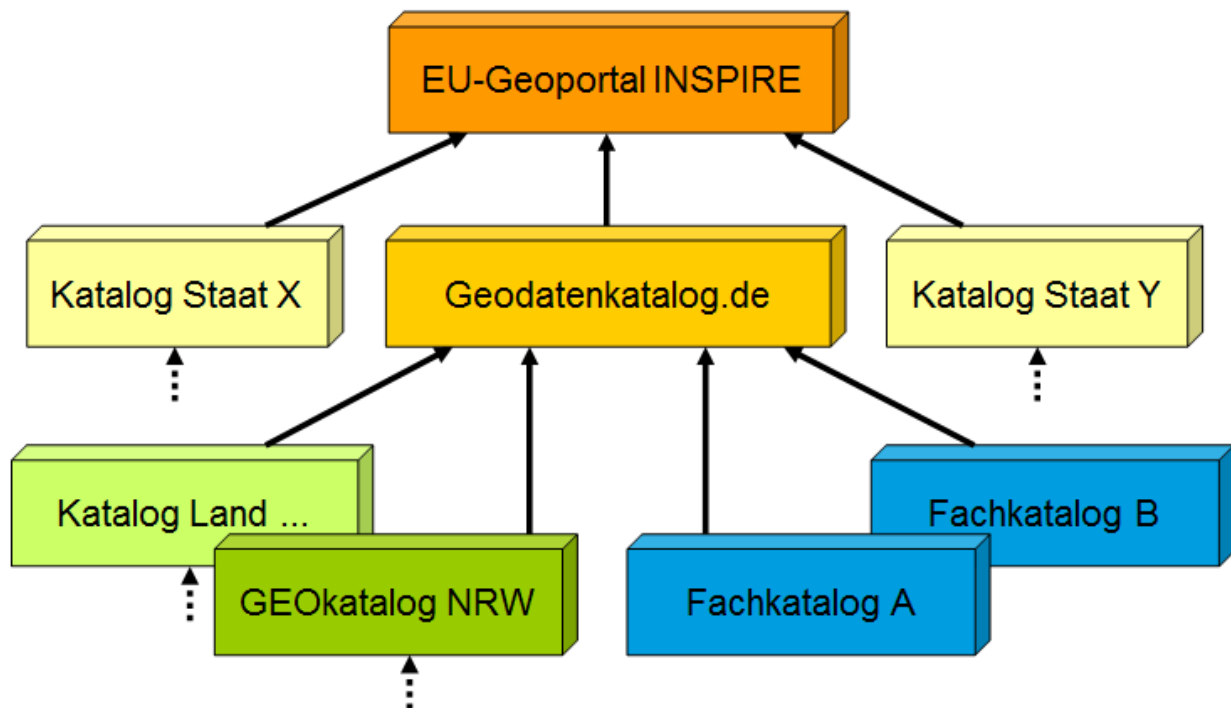 EU-Geoportal INSPIRE
Katalog Staat X
Geodatenkatalog.de
Katalog Staat Y
Katalog Land ...
Fachkatalog B
GEOkatalog NRW
Fachkatalog A